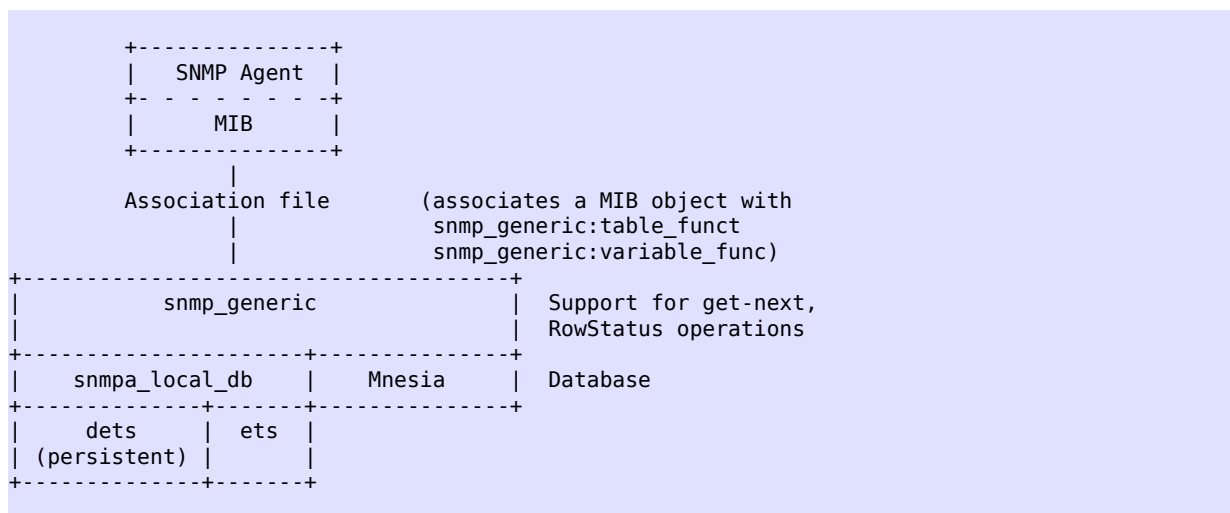 +---------------+
|   SNMP Agent  |
+- - - - - - - -+
|      MIB      |
+---------------+
|
Association file       (associates a MIB object with
|               snmp_generic:table_funct
|               snmp_generic:variable_func)
+--------------------------------------+
|           snmp_generic               |  Support for get-next,
|                                      |  RowStatus operations
+----------------------+---------------+
|    snmpa_local_db    |    Mnesia     |  Database
+--------------+-------+---------------+
|     dets     |  ets  |
| (persistent) |       |
+--------------+-------+